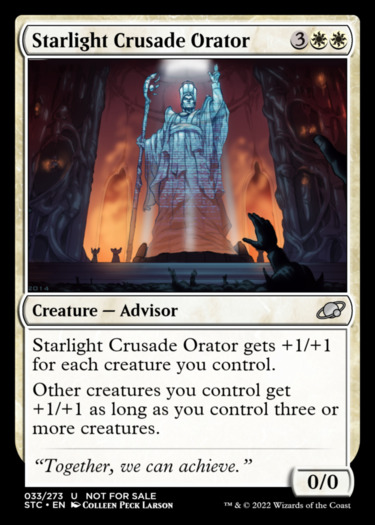 Starlight Crusade Orator 3
2014
Creature — Advisor
Starlight Crusade Orator gets +1/+1
for each creature you control.
Other creatures you control get
+1/+1 as long as you control three or
more creatures.
“Together, we can achieve.”
0/0
033/273 U NOT FOR SALE
STC • EN Colleen Peck Larson ™ & © 2022 Wizards of the Coast